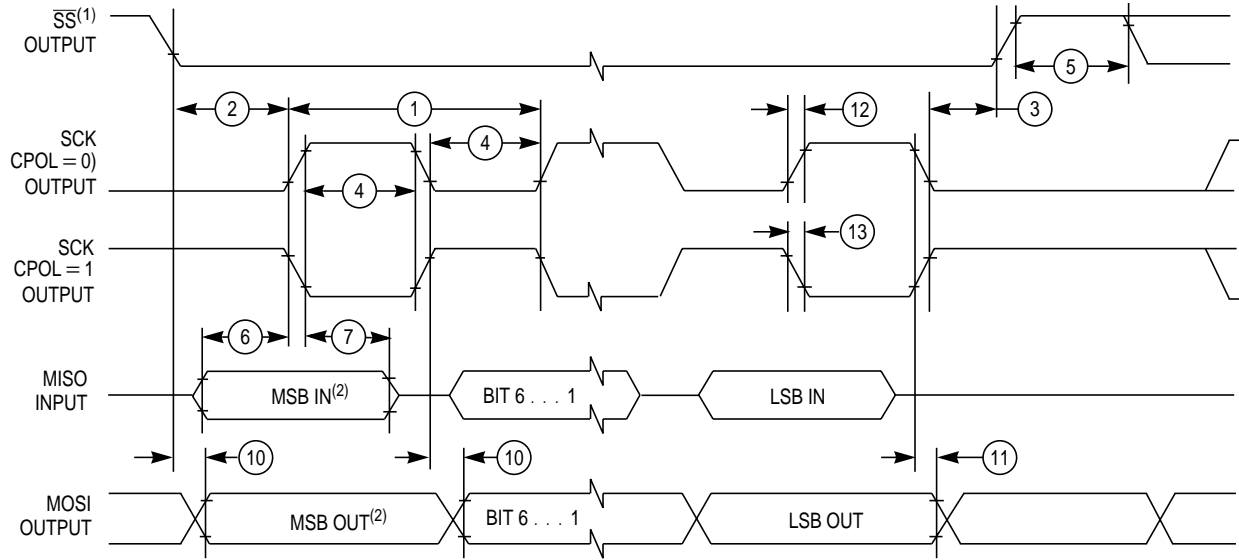 SS(1)
OUTPUT
5
2
1
12
3
SCK
CPOL = 0)
OUTPUT
4
4
SCK
CPOL = 1
OUTPUT
13
6
7
MISO
INPUT
MSB IN(2)
BIT 6 . . . 1
LSB IN
10
10
11
MOSI
OUTPUT
MSB OUT(2)
BIT 6 . . . 1
LSB OUT